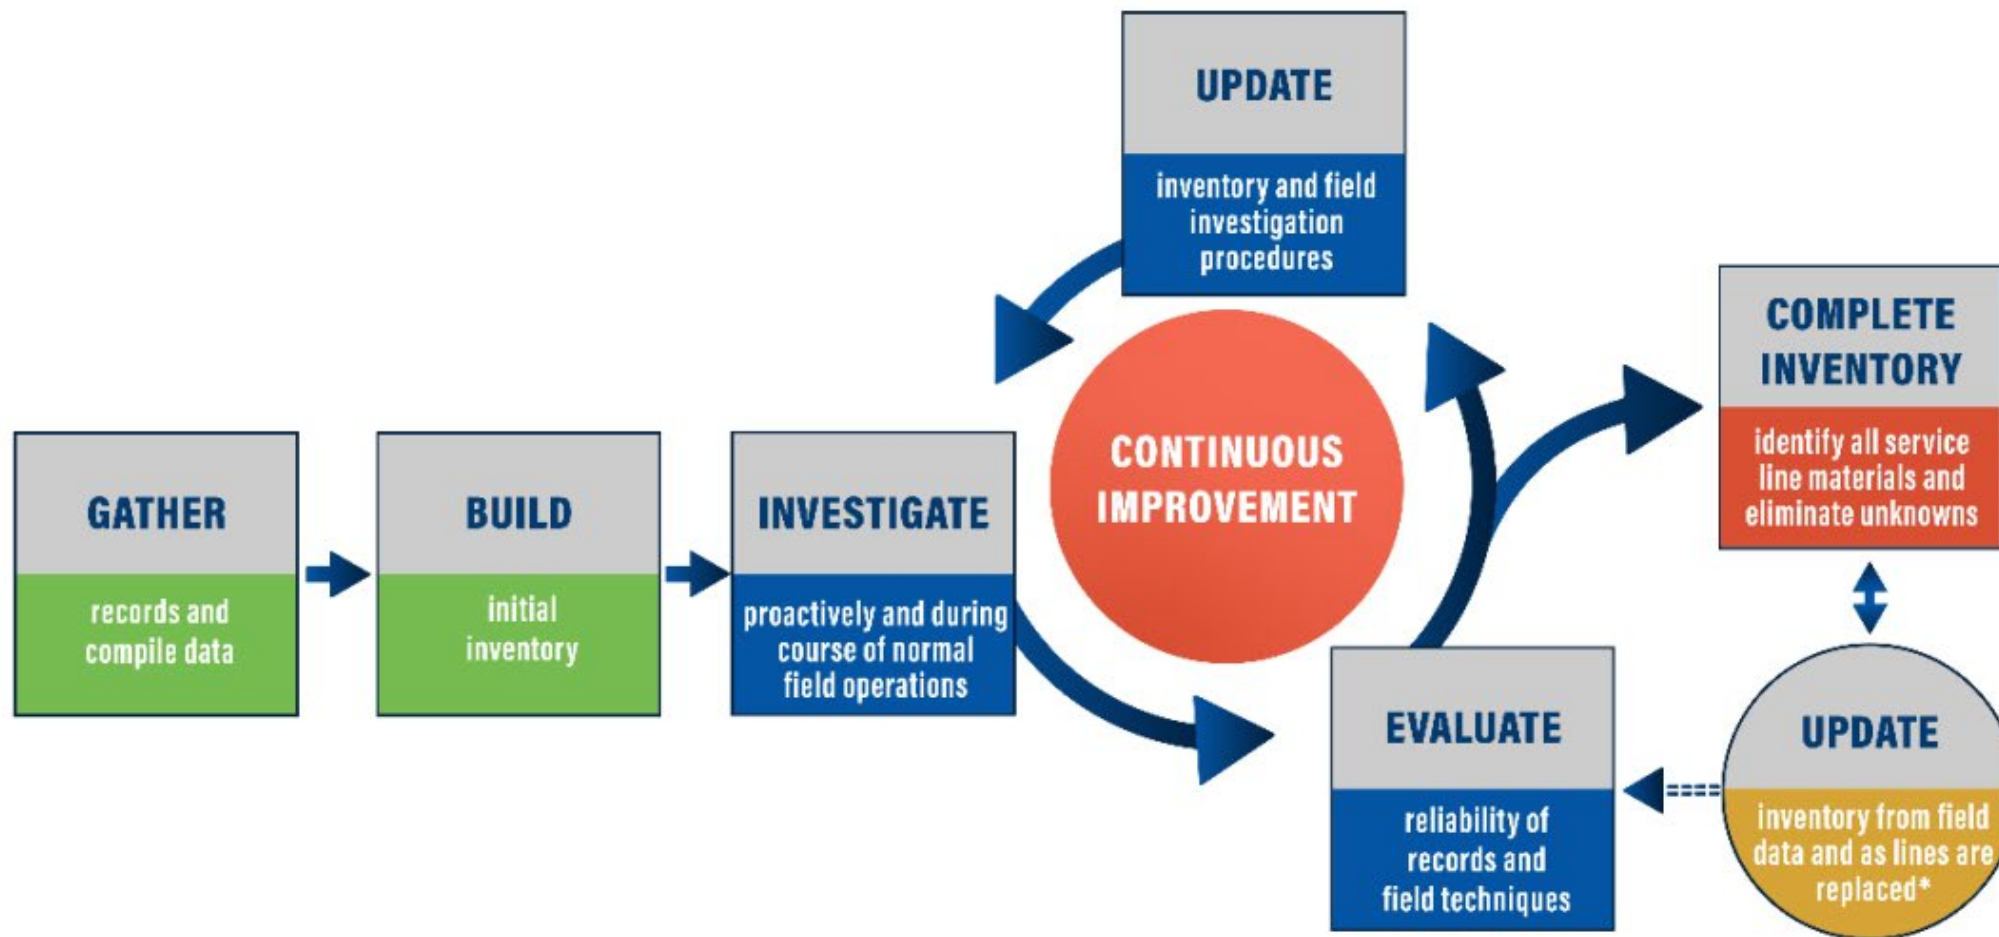 GATHER
records and
compile data
BUILD
initial
inventory
INVESTIGATE
proactively and during
course of normal
field operations
UPDATE
inventory and field
investigation
procedures
CONTINUOUS
IMPROVEMENT
EVALUATE
reliability of
records and
field techniques
COMPLETE
INVENTORY
identify all service
line materials and
eliminate unknowns
UPDATE
inventory from field
data and as lines are
replaced*